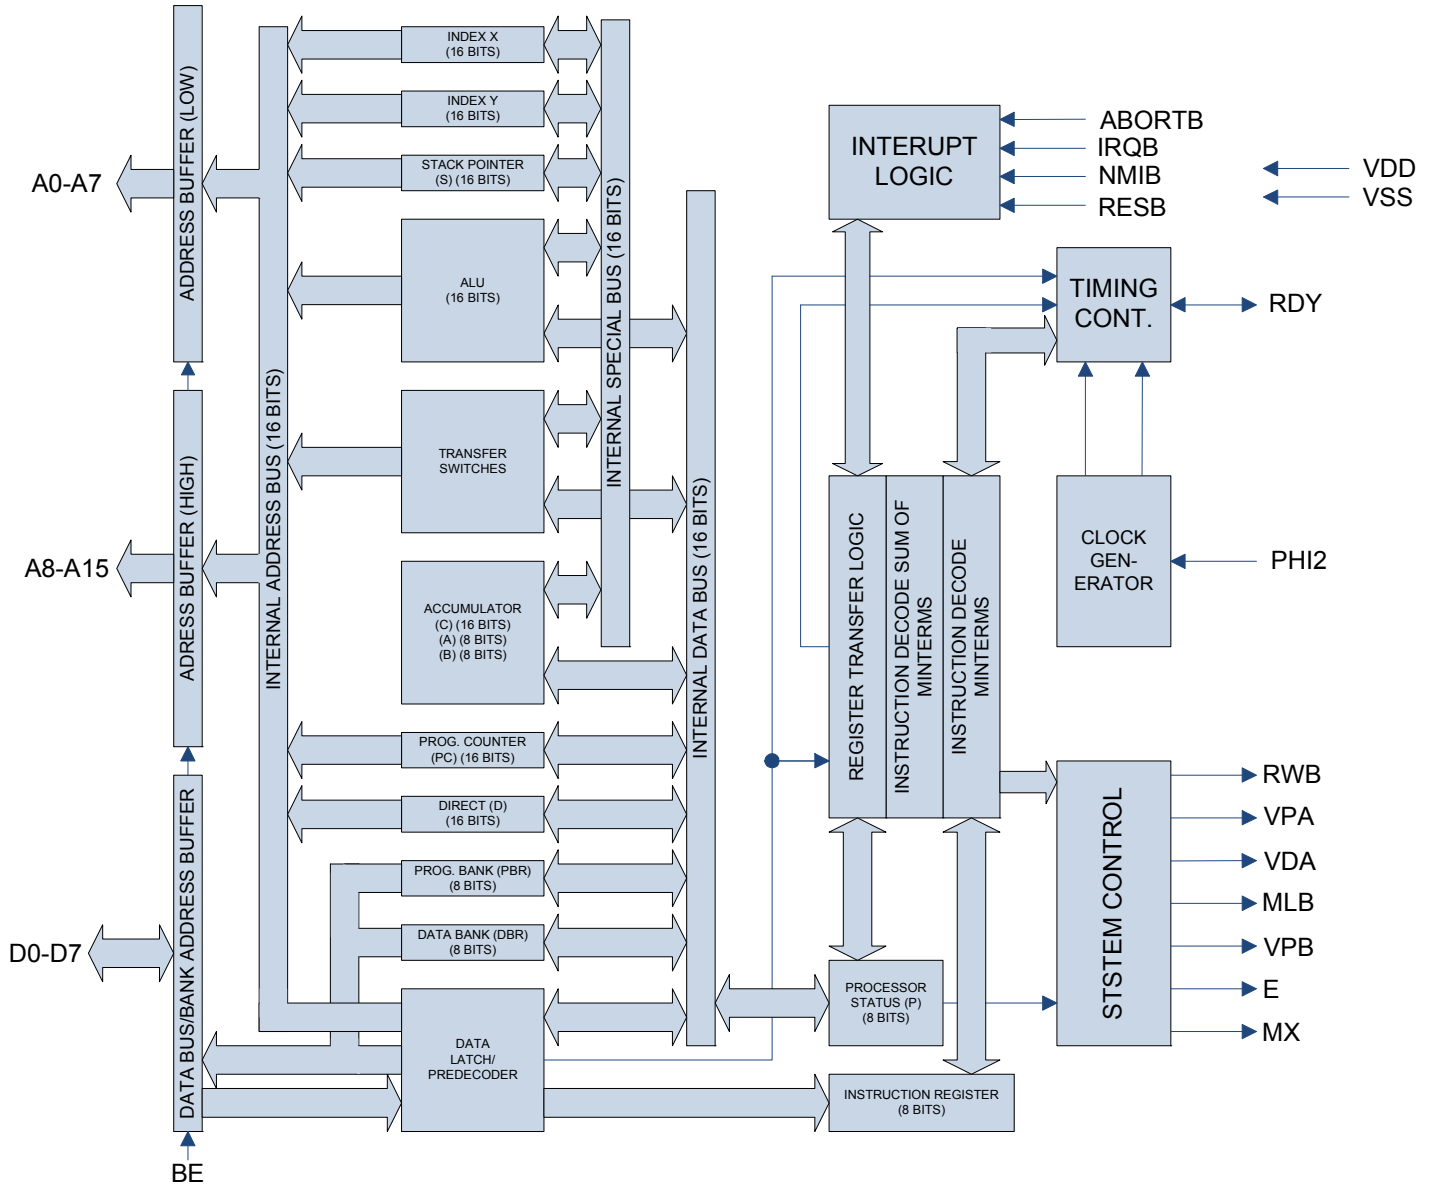 A0-A7
A8-A15
D0-D7
BE
ADDRESS BUFFER (LOW)
ADRESS BUFFER (HIGH)
DATA BUS/BANK ADDRESS BUFFER
INTERNAL ADDRESS BUS (16 BITS)
INDEX X
(16 BITS)
INDEX Y
(16 BITS)
STACK POINTER
(S) (16 BITS)
ALU
(16 BITS)
TRANSFER
SWITCHES
ACCUMULATOR
(C) (16 BITS)
(A) (8 BITS)
(B) (8 BITS)
PROG. COUNTER
(PC) (16 BITS)
DIRECT (D)
(16 BITS)
PROG. BANK (PBR)
(8 BITS)
DATA BANK (DBR)
(8 BITS)
DATA
LATCH/
PREDECODER
INTERNAL SPECIAL BUS (16 BITS)
INTERNAL DATA BUS (16 BITS)
INTERUPT
LOGIC
ABORTB
IRQB
NMIB
RESB
VDD
VSS
TIMING
CONT.
RDY
CLOCK
GEN-
ERATOR
PHI2
REGISTER TRANSFER LOGIC
INSTRUCTION DECODE SUM OF
MINTERMS
INSTRUCTION DECODE
MINTERMS
STSTEM CONTROL
RWB
VPA
VDA
MLB
VPB
E
MX
PROCESSOR
STATUS (P)
(8 BITS)
INSTRUCTION REGISTER
(8 BITS)